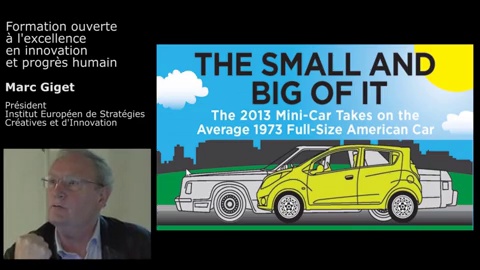 Formation ouverte
à l'excellence
en innovation
et progrès humain
Marc Giget
Président
Institut Européen de Stratégies
Créatives et d'Innovation
THE SMALL AND
BIG OF IT
The 2013 Mini-Car Takes on the
Average 1973 Full-Size American Car